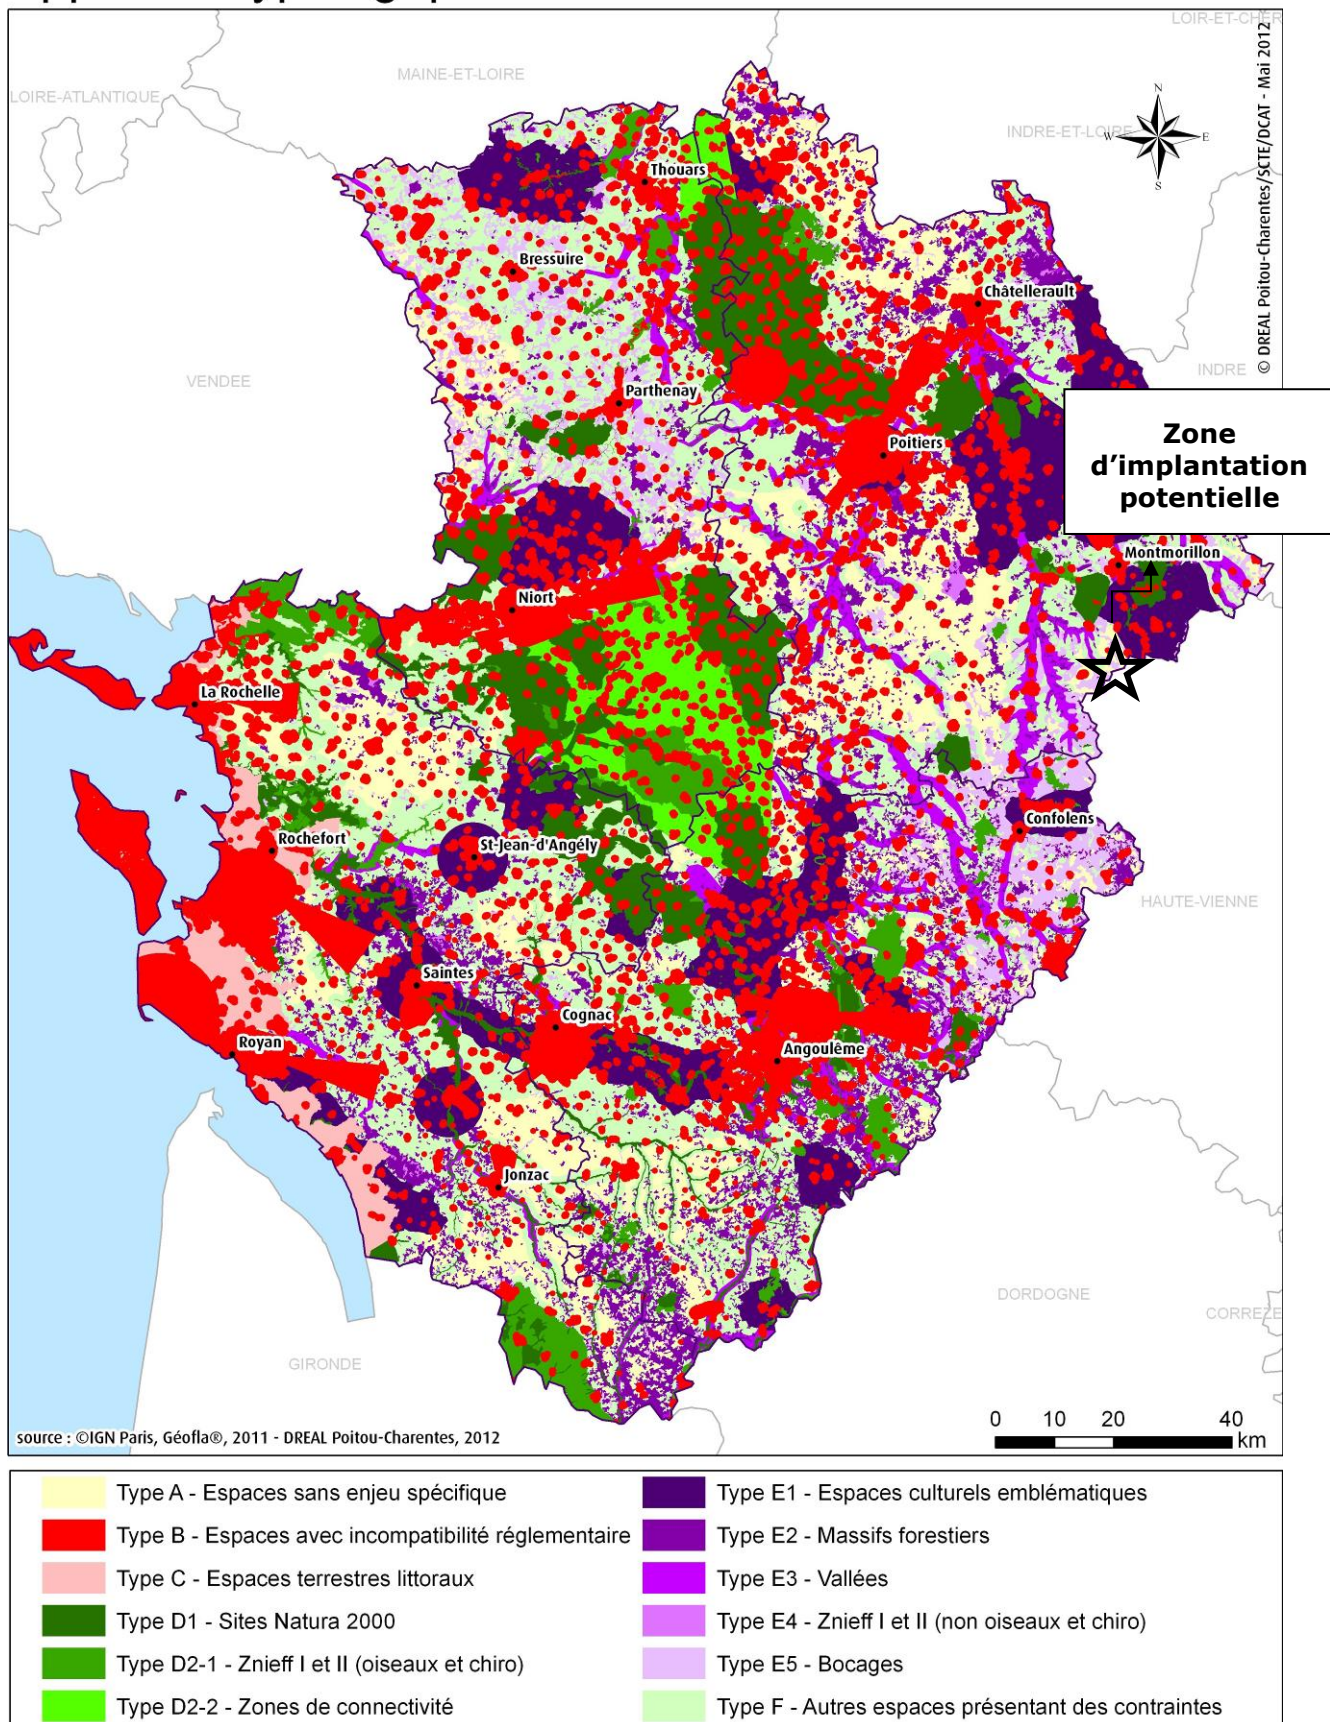 LOIR-ET-CHER
MAINE-ET-LOIRE
LOIRE-ATLANTIQUE
INDRE-ET-LOIRE
N
W
E
S
© DREAL Poitou-Charentes/SCTE/DCAT - Mai 2012
Thouars
Bressuire
Châtellerault
VENDEE
INDRE
Parthenay
Poitiers
Zone
d'implantation
potentielle
Montmorillon
Niort
La Rochelle
Confolens
Rochefort
St-Jean-d'Angély
HAUTE-VIENNE
Saintes
Cognac
Royan
Angoulême
Jonzac
DORDOGNE
CORREZE
GIRONDE
0 10 20 40
km
source : ©IGN Paris, Géofla®, 2011 - DREAL Poitou-Charentes, 2012
Type A - Espaces sans enjeu spécifique
Type B - Espaces avec incompatibilité réglementaire
Type C - Espaces terrestres littoraux
Type D1 - Sites Natura 2000
Type D2-1 - Znieff I et II (oiseaux et chiro)
Type D2-2 - Zones de connectivité
Type E1 - Espaces culturels emblématiques
Type E2 - Massifs forestiers
Type E3 - Vallées
Type E4 - Znieff I et II (non oiseaux et chiro)
Type E5 - Bocages
Type F - Autres espaces présentant des contraintes